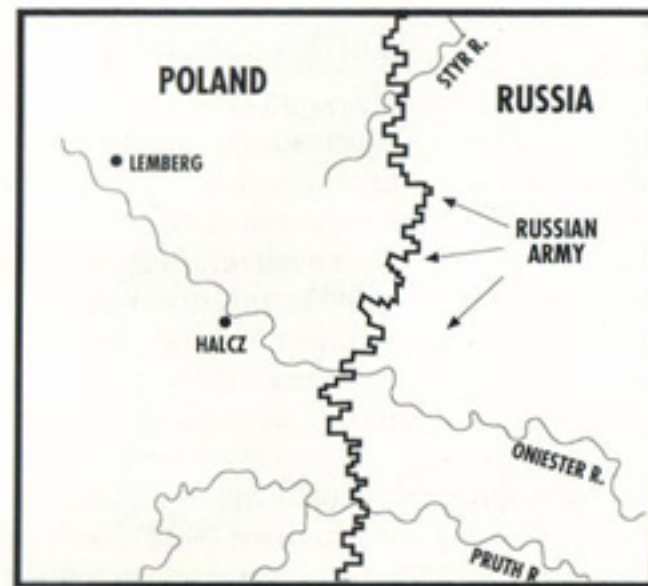 STYR R.
POLAND
RUSSIA
LEMBERG
RUSSIAN
ARMY
HALCZ
ONIESTER R.
PRUTH R